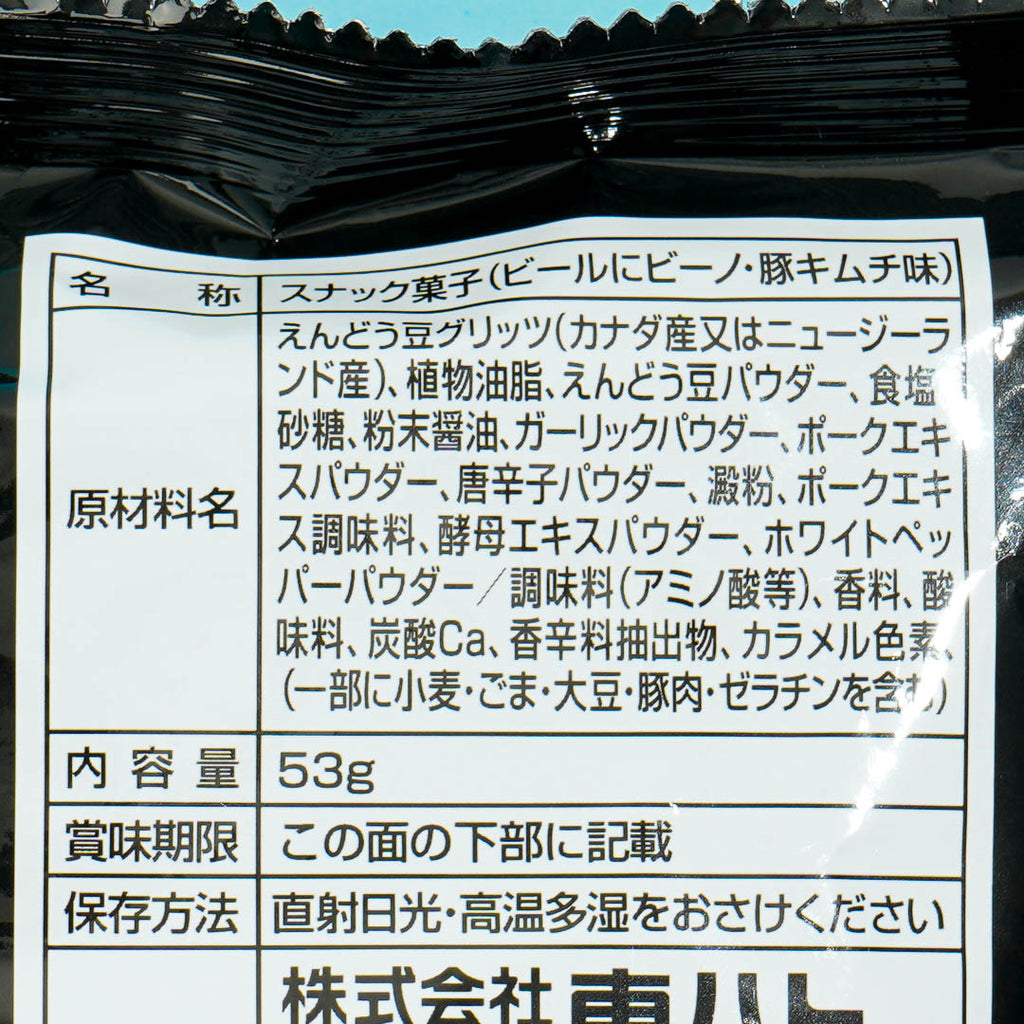 名称 スナック菓子(ビールにビーノ・豚キムチ味)
原材料名
えんどう豆グリッツ(カナダ産又はニュージーラ
ンド産)、植物油脂、えんどう豆パウダー、食塩、
砂糖、粉末醤油、ガーリックパウダー、ポークエキ
スパウダー、唐辛子パウダー、澱粉、ポークエキ
ス調味料、酵母エキスパウダー、ホワイトペッ
パーパウダー/調味料(アミノ酸等)、香料、酸
味料、炭酸Ca、香辛料抽出物、カラメル色素、
(一部に小麦・ごま・大豆・豚肉・ゼラチンを含む)
内容量 53g
賞味期限 この面の下部に記載
保存方法 直射日光・高温多湿をおさけください
株式会社 東ハト